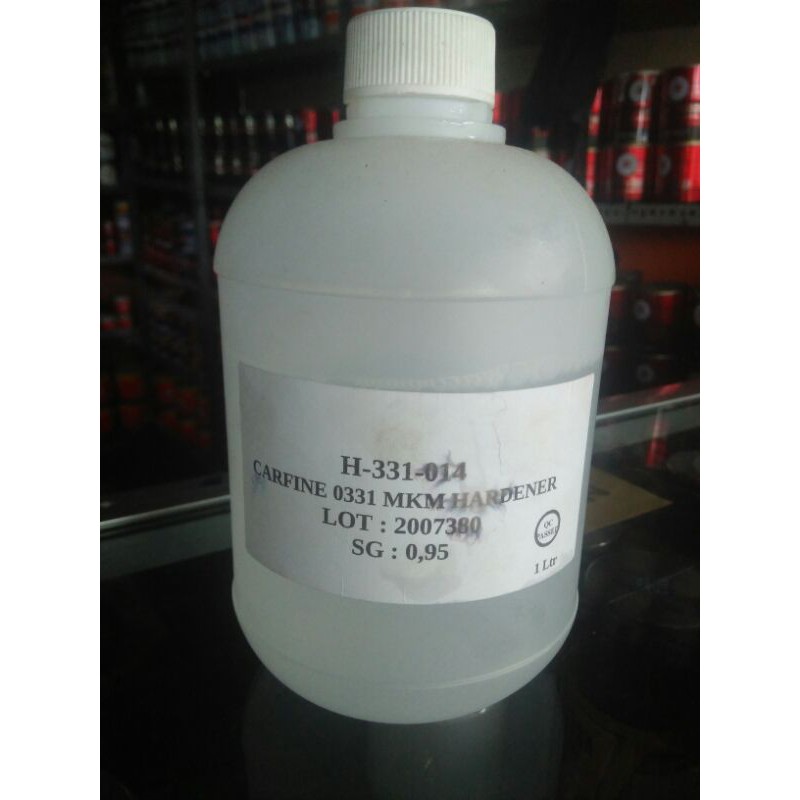 H-331-014
CARFINE 0331 MKM HARDENER
LOT : 2007380
SG : 0,95
QC
PASSED
1 Ltr